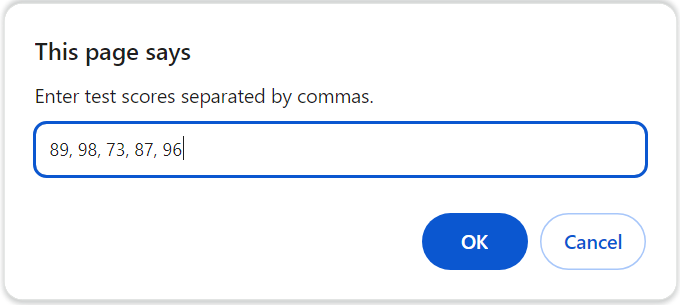 This page says
Enter test scores separated by commas.
89, 98, 73, 87, 96
OK Cancel